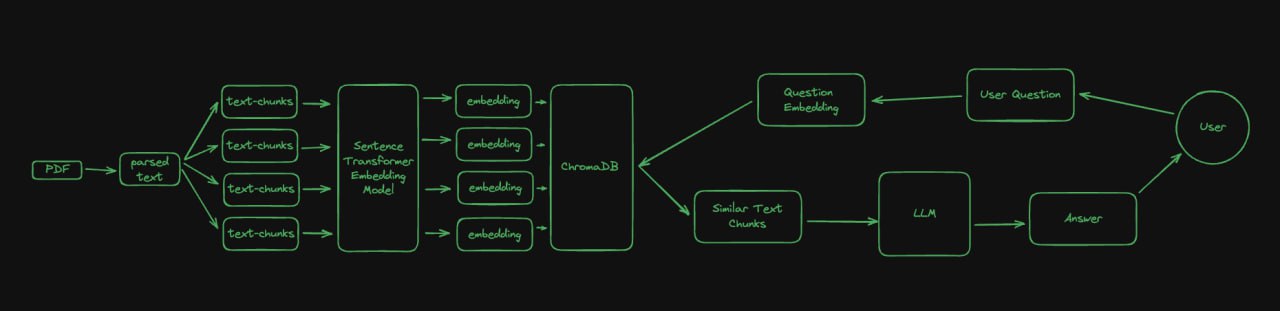 PDF
parsed
text
text-chunks
text-chunks
text-chunks
text-chunks
Sentence
Transformer
Embedding
Model
embedding
embedding
embedding
embedding
ChromaDB
Question
Embedding
User Question
User
Similar Text
Chunks
LLM
Answer